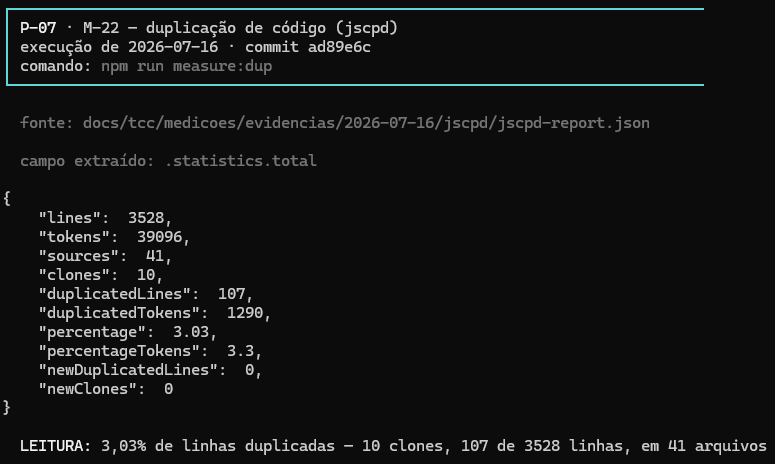 P-07 · M-22 — duplicação de código (jscpd)
execução de 2026-07-16 · commit ad89e6c
comando: npm run measure:dup
fonte: docs/tcc/medicoes/evidencias/2026-07-16/jscpd/jscpd-report.json
campo extraído: .statistics.total
{
    "lines":  3528,
    "tokens":  39096,
    "sources":  41,
    "clones":  10,
    "duplicatedLines":  107,
    "duplicatedTokens":  1290,
    "percentage":  3.03,
    "percentageTokens":  3.3,
    "newDuplicatedLines":  0,
    "newClones":  0
}
LEITURA: 3,03% de linhas duplicadas — 10 clones, 107 de 3528 linhas, em 41 arquivos